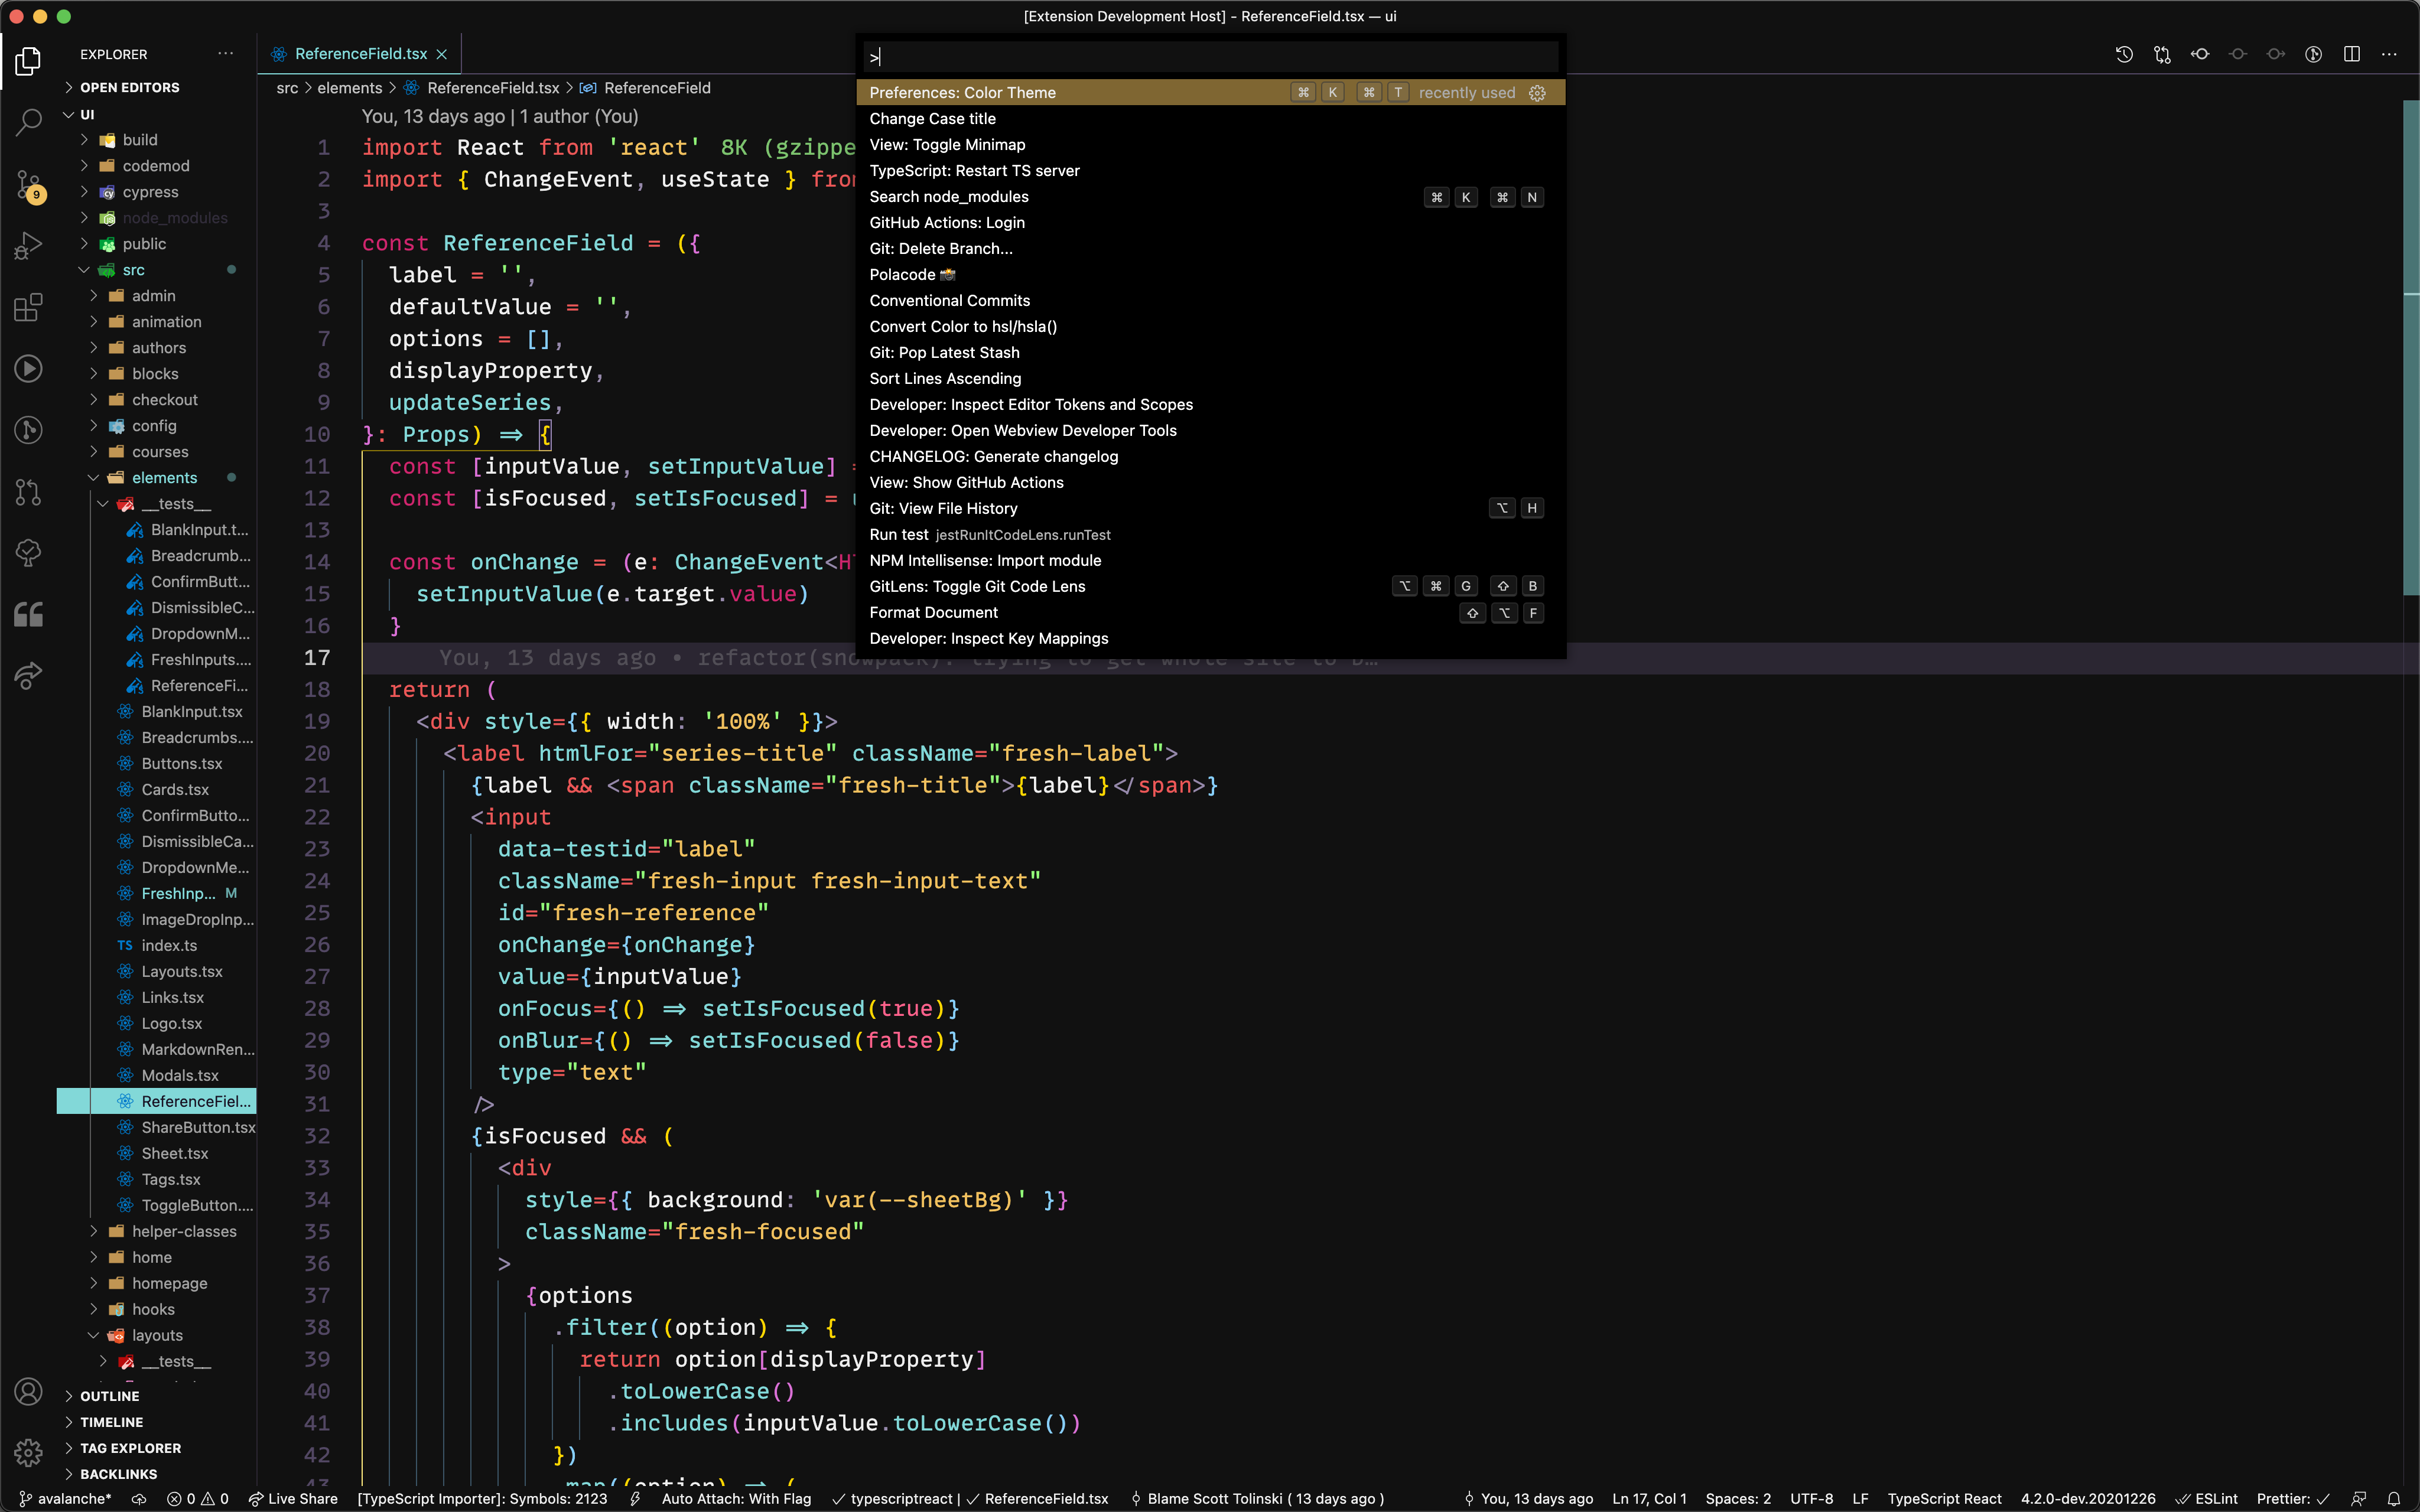 [Extension Development Host] - ReferenceField.tsx — ui
EXPLORER
OPEN EDITORS
UI
build
codemod
cypress
node_modules
public
src
admin
animation
authors
blocks
checkout
config
courses
elements
__tests__
BlankInput.t...
Breadcrumb...
ConfirmButt...
DismissibleC...
DropdownM...
FreshInputs....
ReferenceFi...
BlankInput.tsx
Breadcrumbs....
Buttons.tsx
Cards.tsx
ConfirmButto...
DismissibleCa...
DropdownMe...
FreshInp... M
ImageDropInp...
TS index.ts
Layouts.tsx
Links.tsx
Logo.tsx
MarkdownRen...
Modals.tsx
ReferenceFiel...
ShareButton.tsx
Sheet.tsx
Tags.tsx
ToggleButton....
helper-classes
home
homepage
hooks
layouts
__tests__
OUTLINE
TIMELINE
TAG EXPLORER
BACKLINKS
9
ReferenceField.tsx
src > elements > ReferenceField.tsx > ReferenceField
You, 13 days ago | 1 author (You)
1 import React from 'react' 8K (gzippe
2 import { ChangeEvent, useState } from
3
4 const ReferenceField = ({
5 label = '',
6 defaultValue = '',
7 options = [],
8 displayProperty,
9 updateSeries,
10 }: Props) => {
11 const [inputValue, setInputValue] =
12 const [isFocused, setIsFocused] = u
13
14 const onChange = (e: ChangeEvent<H
15 setInputValue(e.target.value)
16 }
17 You, 13 days ago • refactor(snowpack): trying to get whole site to b…
18 return (
19 <div style={{ width: '100%' }}>
20 <label htmlFor="series-title" className="fresh-label">
21 {label && <span className="fresh-title">{label}</span>}
22 <input
23 data-testid="label"
24 className="fresh-input fresh-input-text"
25 id="fresh-reference"
26 onChange={onChange}
27 value={inputValue}
28 onFocus={() => setIsFocused(true)}
29 onBlur={() => setIsFocused(false)}
30 type="text"
31 />
32 {isFocused && (
33 <div
34 style={{ background: 'var(--sheetBg)' }}
35 className="fresh-focused"
36 >
37 {options
38 .filter((option) => {
39 return option[displayProperty]
40 .toLowerCase()
41 .includes(inputValue.toLowerCase())
42 })
43 .map((option) => (
>
Preferences: Color Theme ⌘ K ⌘ T recently used
Change Case title
View: Toggle Minimap
TypeScript: Restart TS server
Search node_modules ⌘ K ⌘ N
GitHub Actions: Login
Git: Delete Branch...
Polacode 📸
Conventional Commits
Convert Color to hsl/hsla()
Git: Pop Latest Stash
Sort Lines Ascending
Developer: Inspect Editor Tokens and Scopes
Developer: Open Webview Developer Tools
CHANGELOG: Generate changelog
View: Show GitHub Actions
Git: View File History ⌥ H
Run test jestRunItCodeLens.runTest
NPM Intellisense: Import module
GitLens: Toggle Git Code Lens ⌥ ⌘ G ⇧ B
Format Document ⇧ ⌥ F
Developer: Inspect Key Mappings
avalanche* 0 0 Live Share [TypeScript Importer]: Symbols: 2123 Auto Attach: With Flag typescriptreact | ReferenceField.tsx Blame Scott Tolinski ( 13 days ago ) You, 13 days ago Ln 17, Col 1 Spaces: 2 UTF-8 LF TypeScript React 4.2.0-dev.20201226 ESLint Prettier: ✓